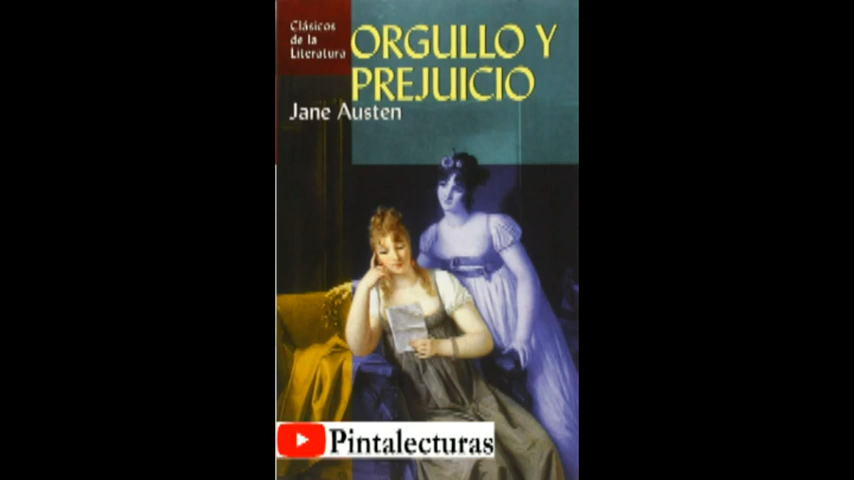 Clásicos
de la
Literatura
ORGULLO Y
PREJUICIO
Jane Austen
Pintalecturas